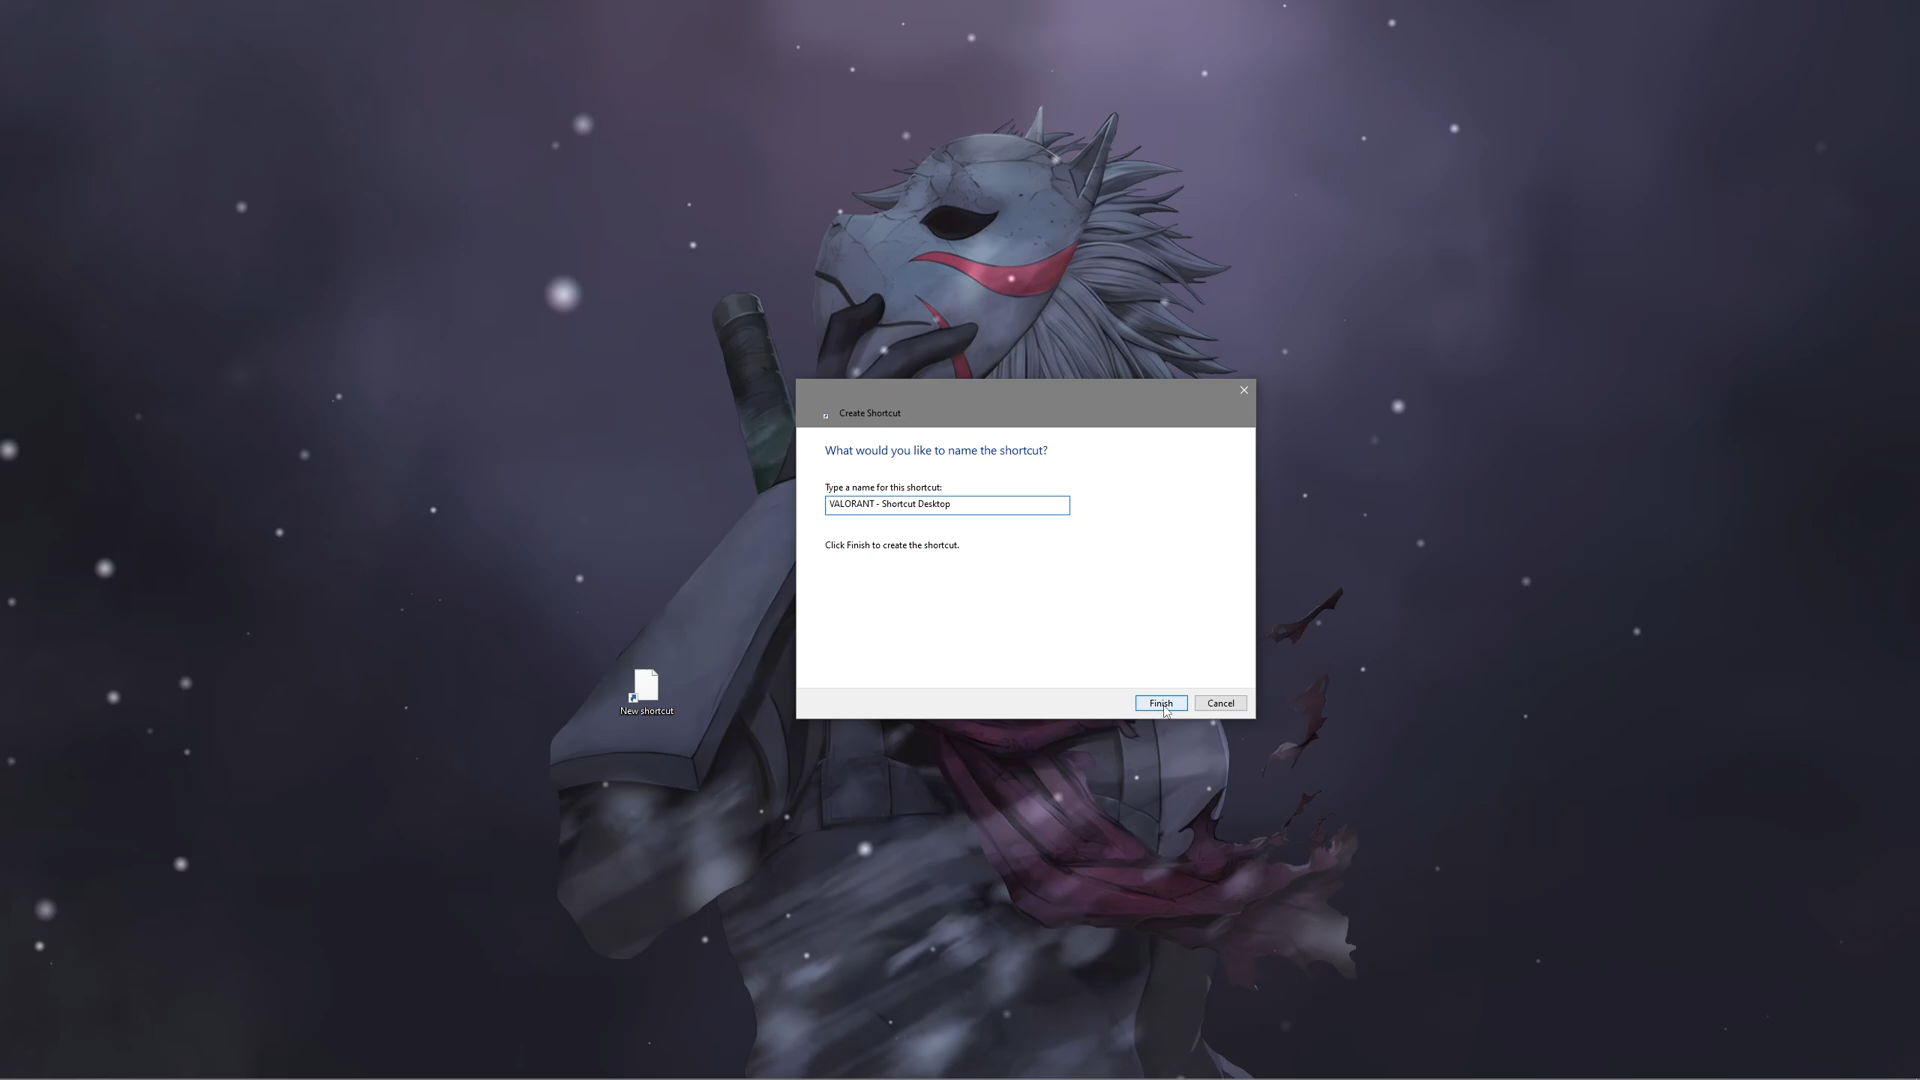 Create Shortcut
What would you like to name the shortcut?
Type a name for this shortcut:
VALORANT - Shortcut Desktop
Click Finish to create the shortcut.
New shortcut
Finish
Cancel